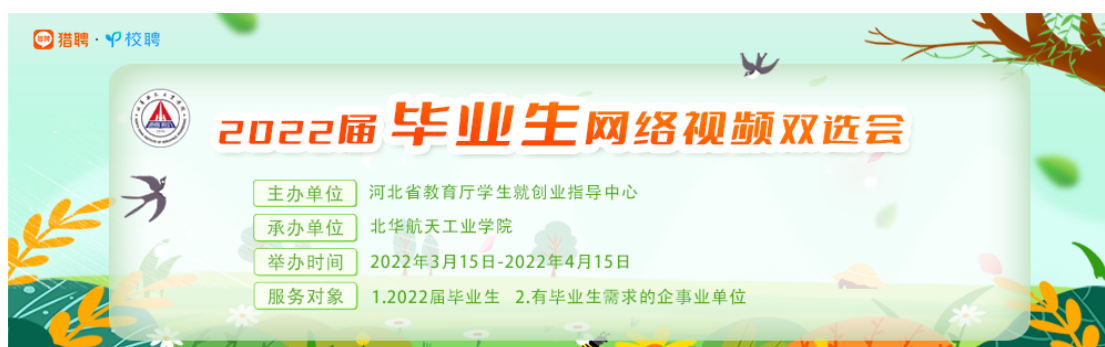 猎聘·校聘
2022届毕业生网络视频双选会
主办单位 河北省教育厅学生就创业指导中心
承办单位 北华航天工业学院
举办时间 2022年3月15日-2022年4月15日
服务对象 1.2022届毕业生 2.有毕业生需求的企事业单位